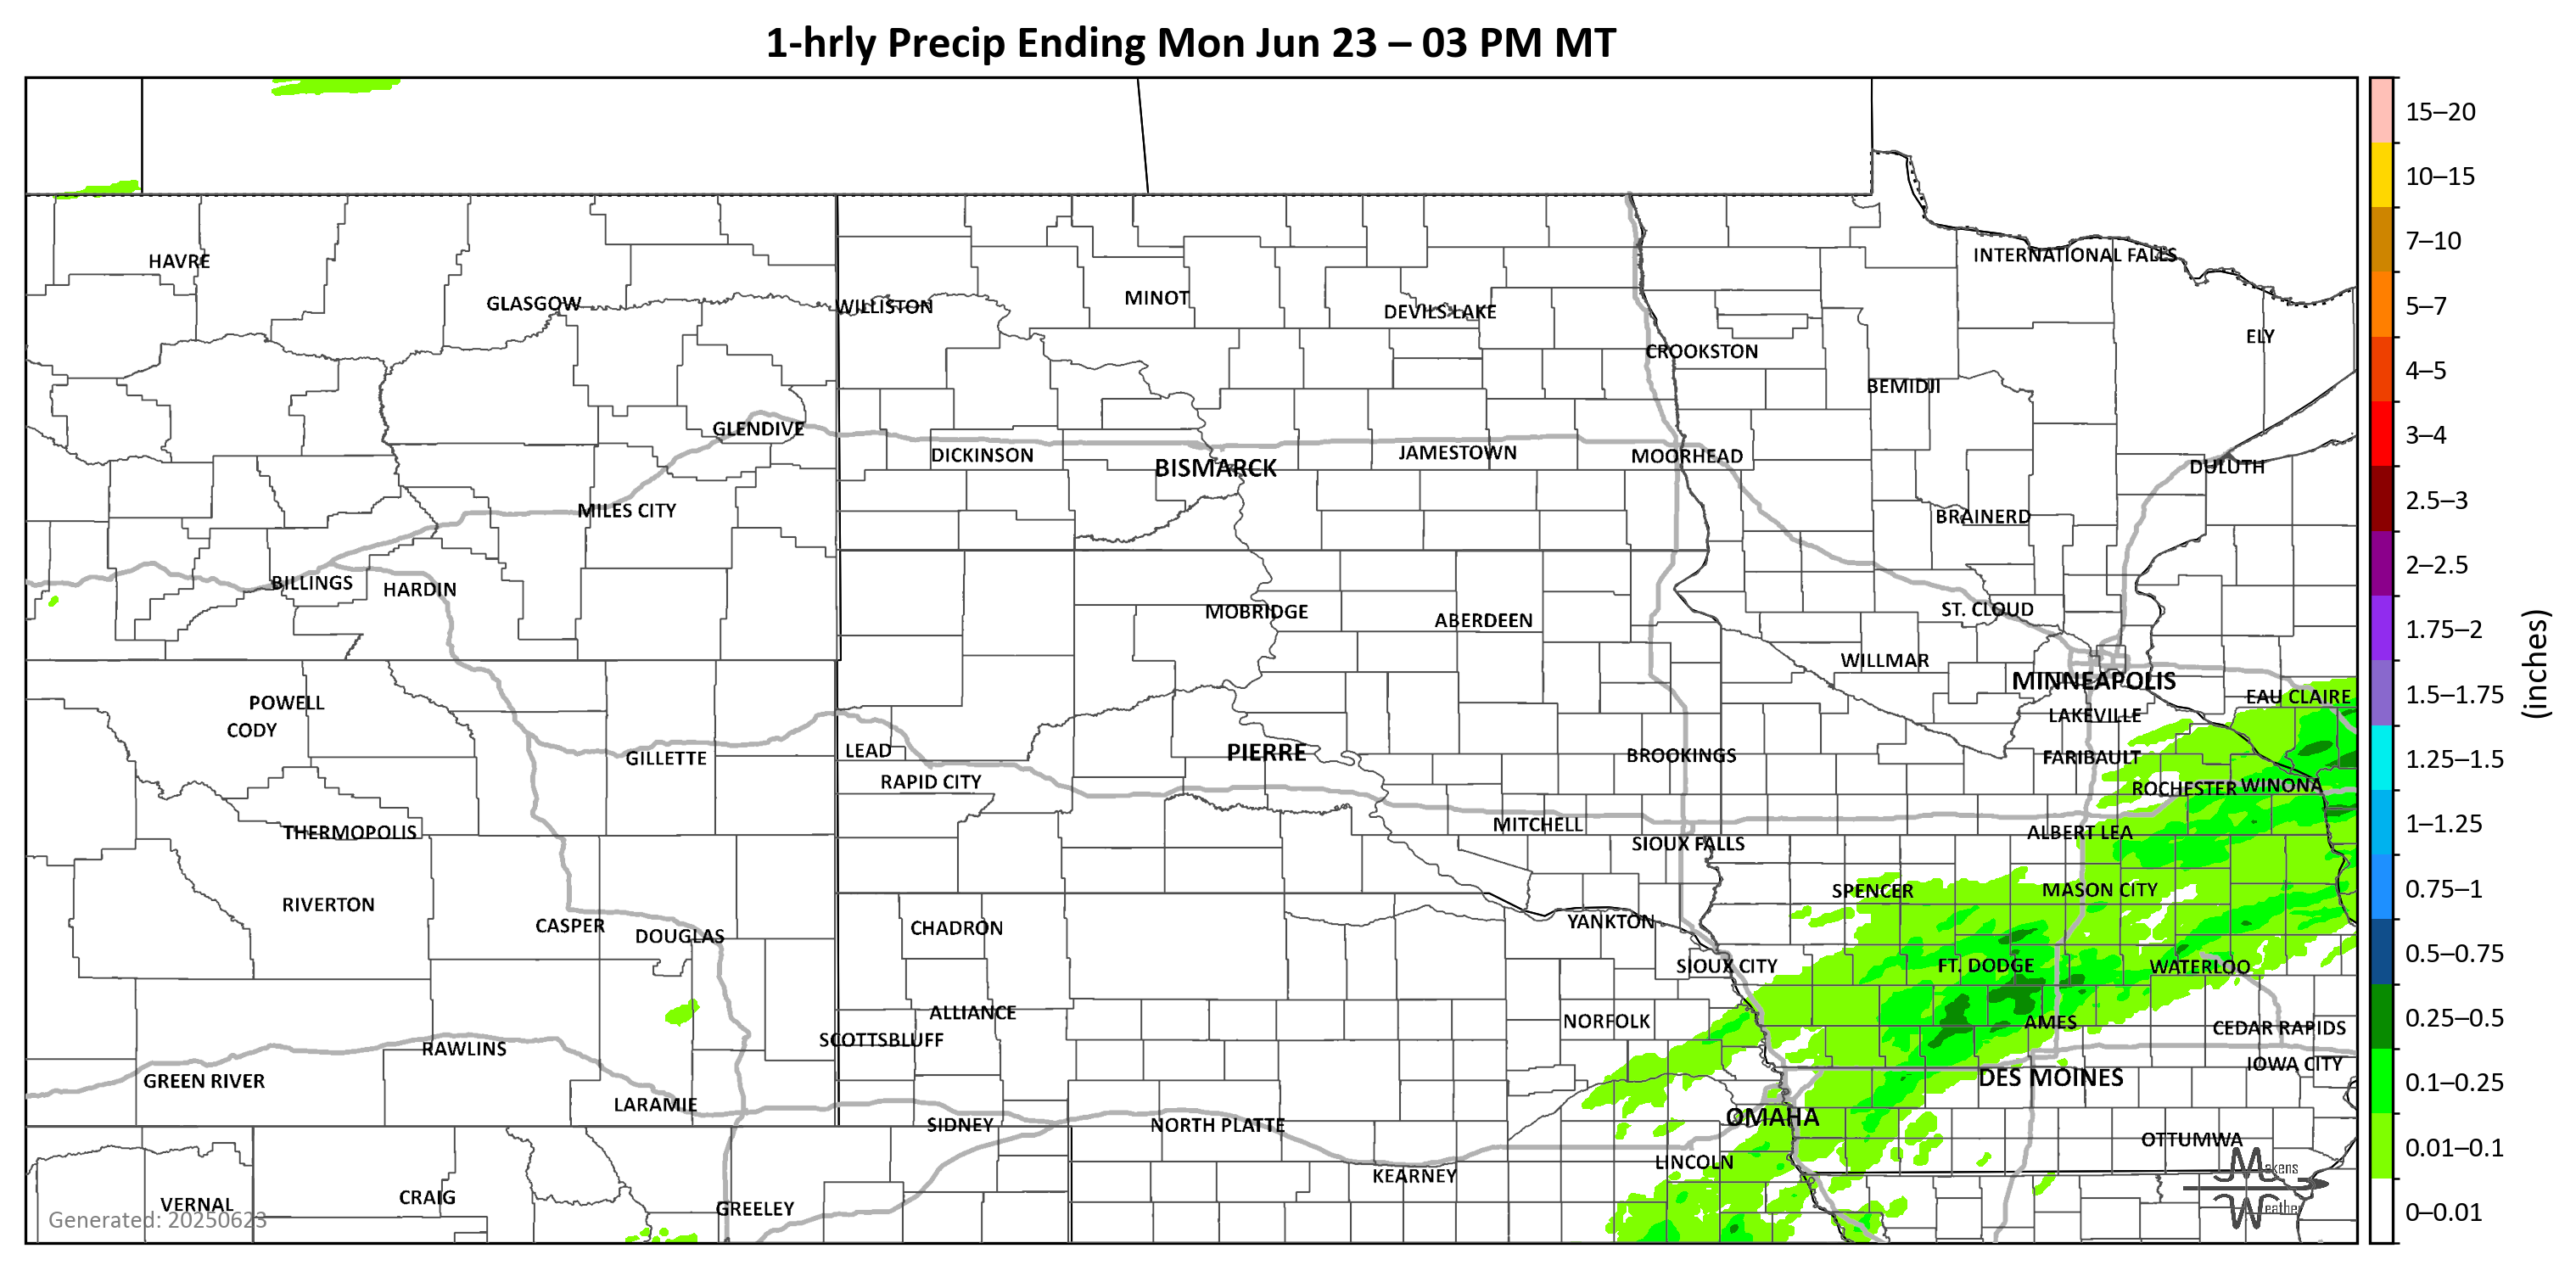 1-hrly Precip Ending Mon Jun 23 – 03 PM MT
15–20
10–15
7–10
5–7
4–5
3–4
2.5–3
2–2.5
1.75–2
1.5–1.75
1.25–1.5
1–1.25
0.75–1
0.5–0.75
0.25–0.5
0.1–0.25
0.01–0.1
0–0.01
(inches)
HAVRE
INTERNATIONAL FALLS
GLASGOW
WILLISTON
MINOT
DEVILS LAKE
ELY
CROOKSTON
BEMIDJI
GLENDIVE
DICKINSON
BISMARCK
JAMESTOWN
MOORHEAD
DULUTH
MILES CITY
BRAINERD
BILLINGS
HARDIN
MOBRIDGE
ABERDEEN
ST. CLOUD
WILLMAR
MINNEAPOLIS
POWELL
EAU CLAIRE
CODY
LAKEVILLE
GILLETTE
LEAD
PIERRE
BROOKINGS
FARIBAULT
RAPID CITY
ROCHESTER
WINONA
THERMOPOLIS
MITCHELL
ALBERT LEA
SIOUX FALLS
SPENCER
MASON CITY
RIVERTON
CASPER
CHADRON
YANKTON
DOUGLAS
SIOUX CITY
FT. DODGE
WATERLOO
ALLIANCE
NORFOLK
AMES
CEDAR RAPIDS
SCOTTSBLUFF
RAWLINS
IOWA CITY
GREEN RIVER
DES MOINES
LARAMIE
SIDNEY
NORTH PLATTE
OMAHA
OTTUMWA
LINCOLN
KEARNEY
VERNAL
CRAIG
GREELEY
Makens
Weather
Generated: 20250623